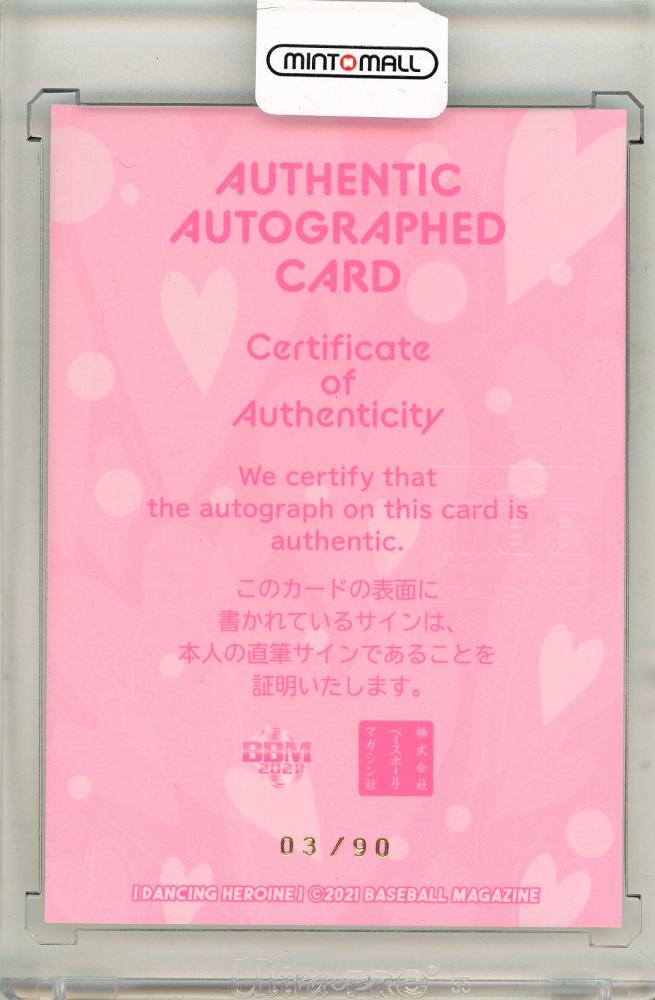 MINTMALL
AUTHENTIC
AUTOGRAPHED
CARD
Certificate
of
Authenticity
We certify that
the autograph on this card is
authentic.
このカードの表面に
書かれているサインは、
本人の直筆サインであることを
証明いたします。
BBM
2021
株式会社
ベースボール・
マガジン社
03/90
[DANCING HEROINE] ©2021 BASEBALL MAGAZINE
Ultra•PRO®